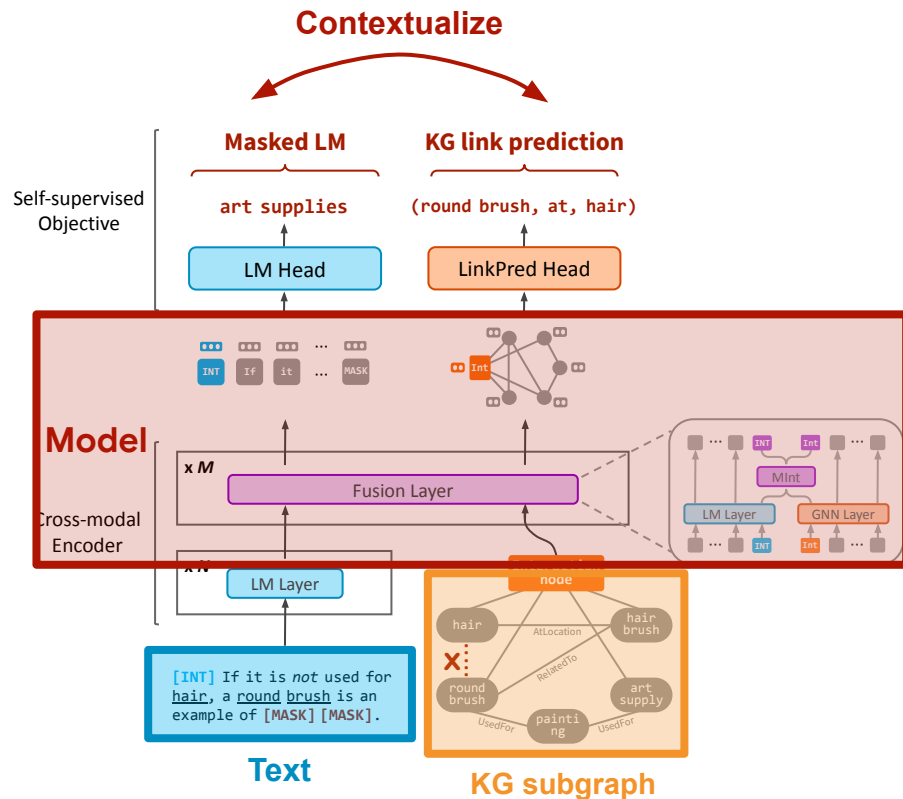 Contextualize
Masked LM
KG link prediction
Self-supervised
Objective
art supplies
(round brush, at, hair)
LM Head
LinkPred Head
INT
If
it
...
MASK
Int
Model
x M
Fusion Layer
Cross-modal
Encoder
... INT Int ...
MInt
LM Layer
GNN Layer
... INT Int ...
x N
LM Layer
node
hair
AtLocation
hair
brush
X
RelatedTo
round
brush
art
supply
UsedFor
painti
ng
UsedFor
[INT] If it is not used for
hair, a round brush is an
example of [MASK] [MASK].
Text
KG subgraph